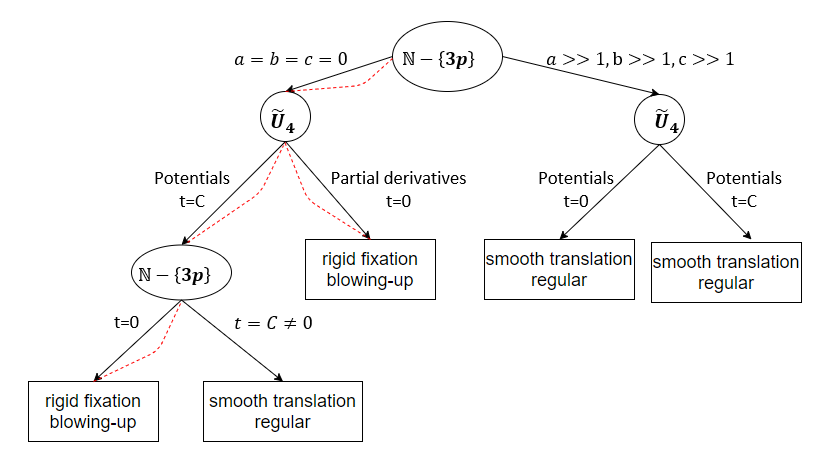 a = b = c = 0
ℕ − {3p}
a >> 1, b >> 1, c >> 1
Ũ₄
Ũ₄
Potentials
t=C
Partial derivatives
t=0
Potentials
t=0
Potentials
t=C
ℕ − {3p}
rigid fixation
blowing-up
smooth translation
regular
smooth translation
regular
t=0
t = C ≠ 0
rigid fixation
blowing-up
smooth translation
regular